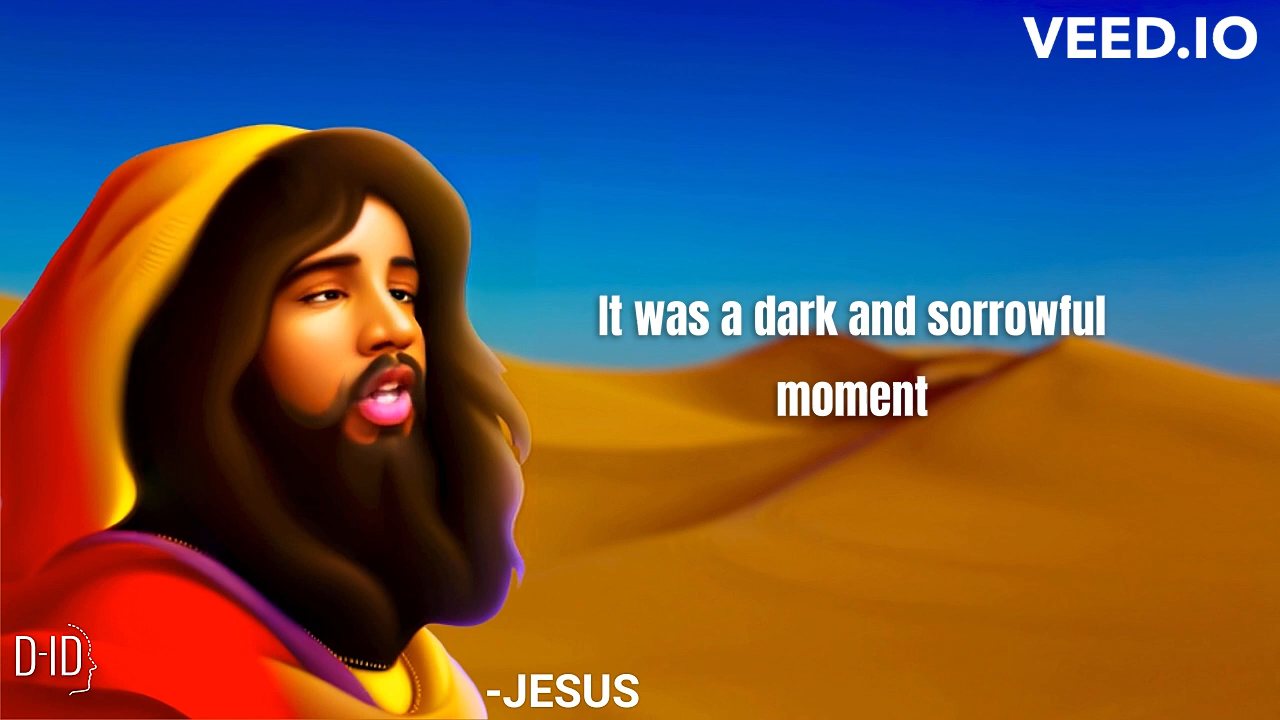 VEED.IO
It was a dark and sorrowful
moment
D-ID
-JESUS